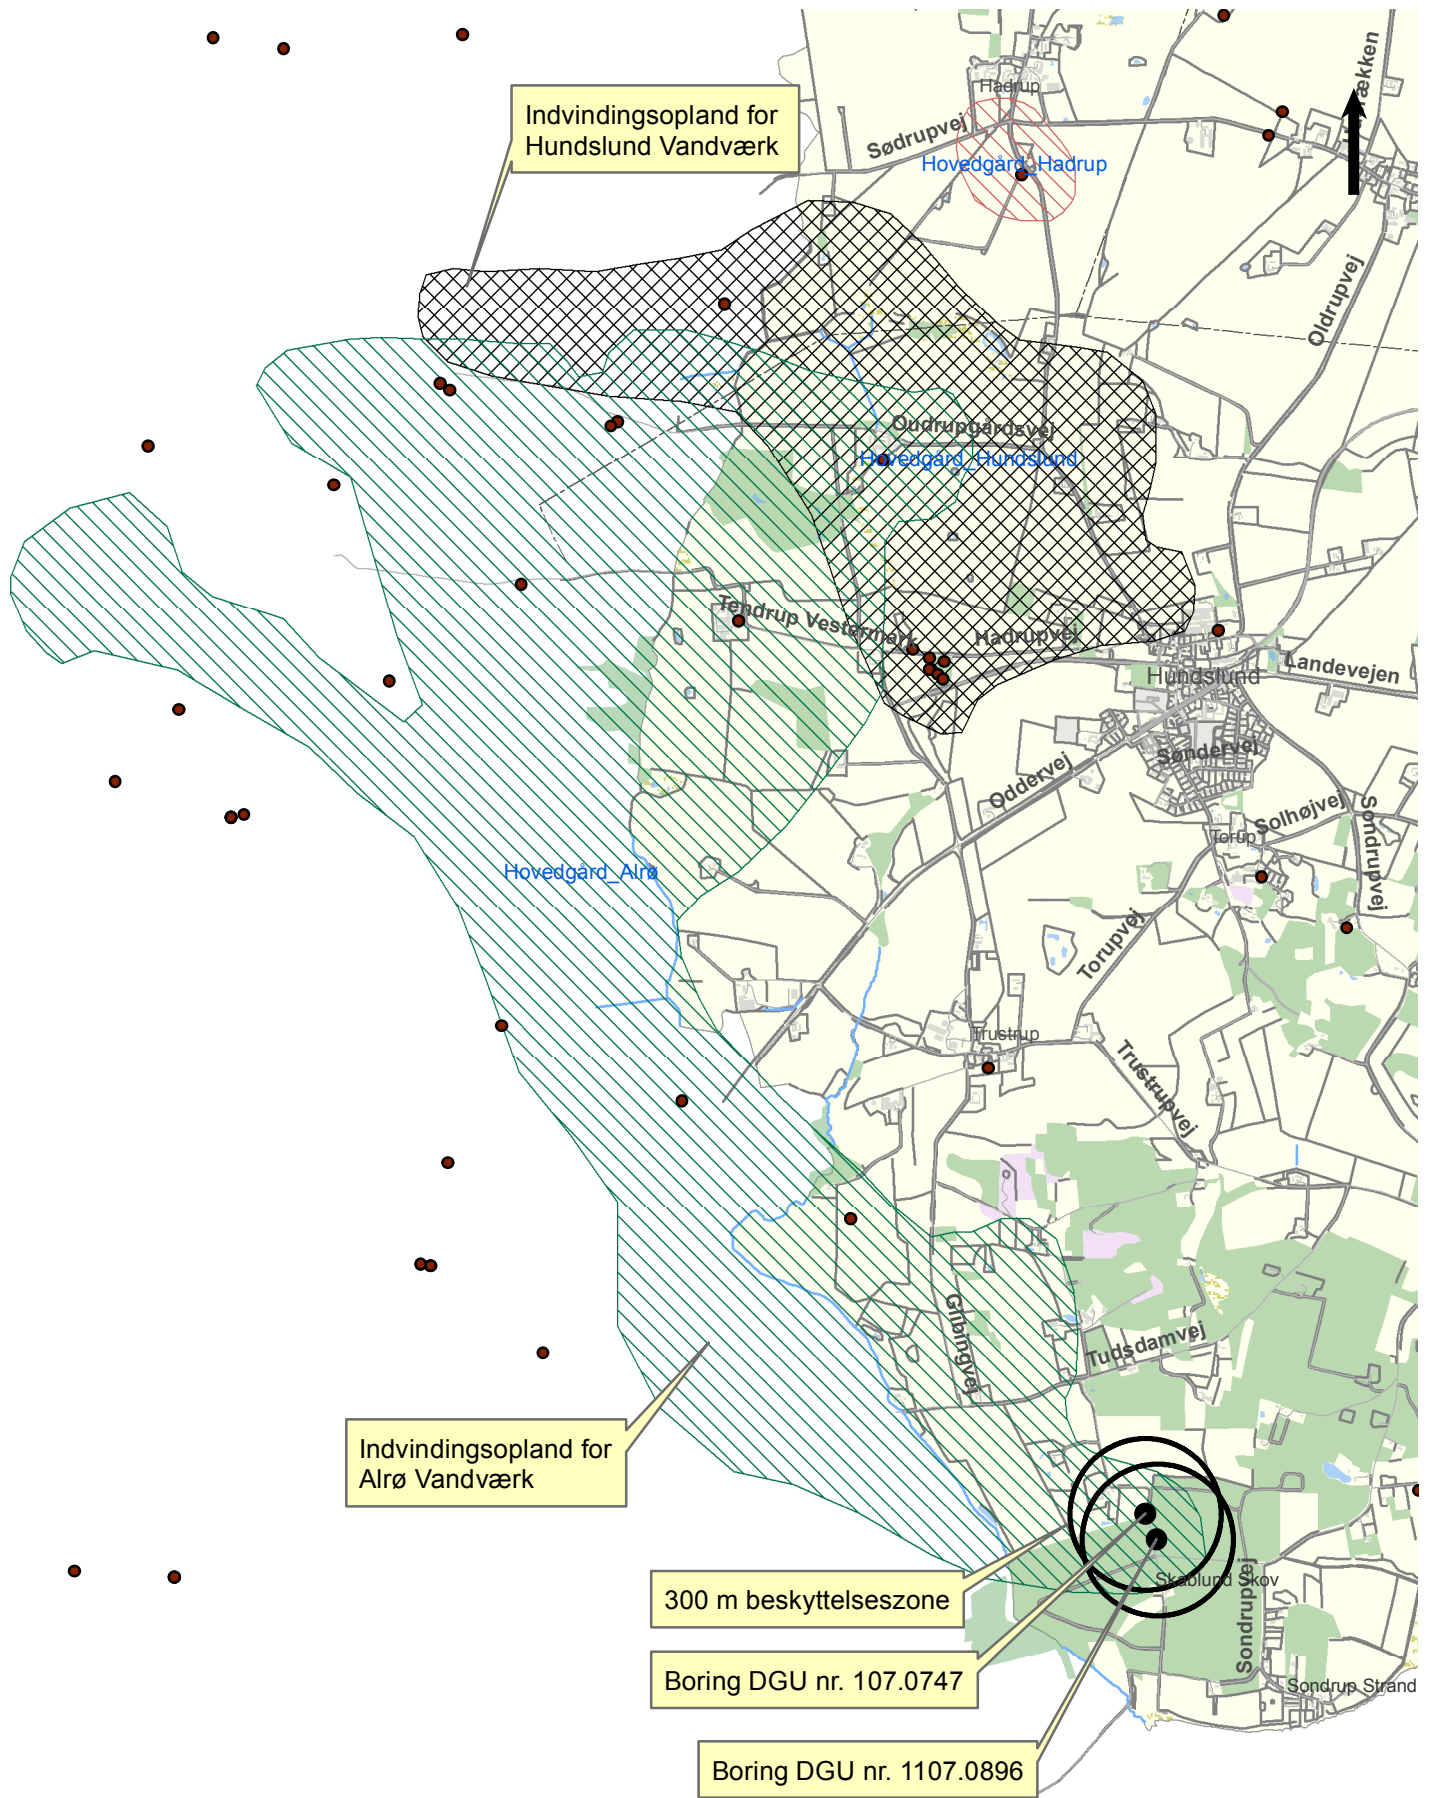 Hadrup
rækken
Indvindingsopland for
Hundslund Vandværk
Sødrupvej
Hovedgård_Hadrup
Oldrupvej
Oudrupgårdsvej
Hovedgård_Hundslund
Tendrup Vestermark
Hadrupvej
Landevejen
Hundslund
Søndervej
Oddervej
Solhøjvej
Sondrupvej
Torup
Hovedgård_Alrø
Torupvej
Trustrup
Trustrupvej
Gribingvej
Tudsdamvej
Indvindingsopland for
Alrø Vandværk
300 m beskyttelseszone
Skablund Skov
Sondrupvej
Boring DGU nr. 107.0747
Sondrup Strand
Boring DGU nr. 1107.0896